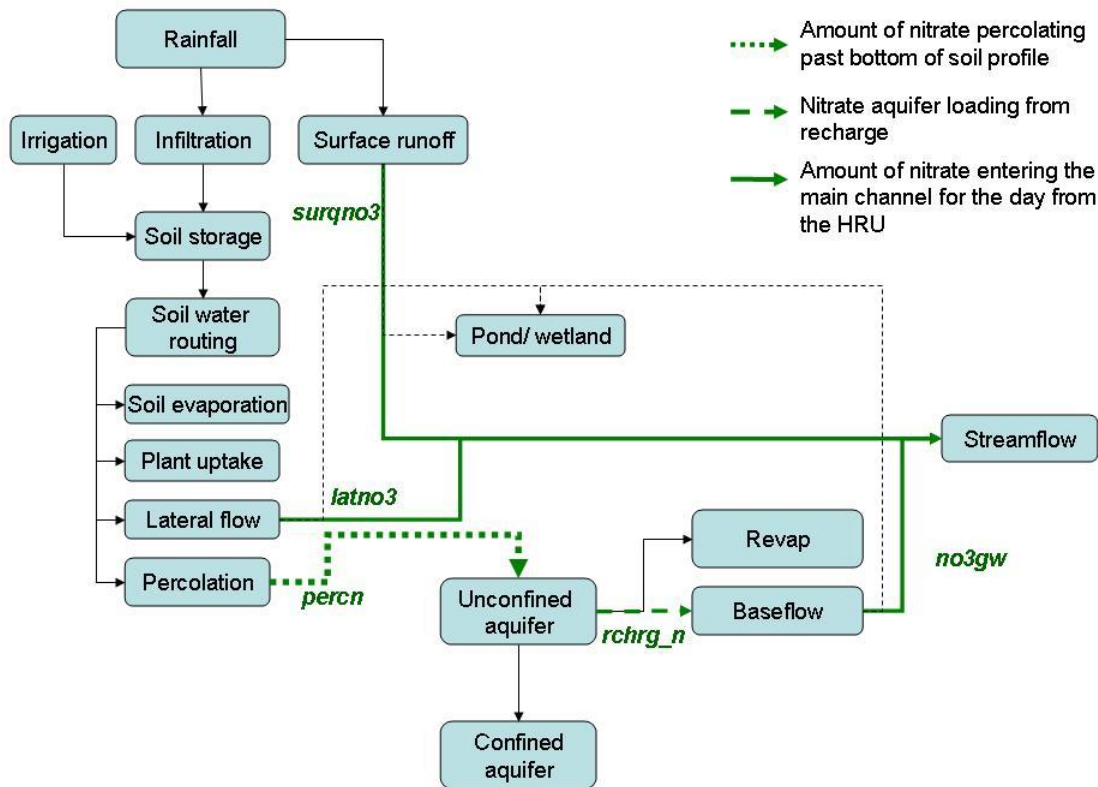 Rainfall
Amount of nitrate percolating
past bottom of soil profile
Nitrate aquifer loading from
recharge
Amount of nitrate entering the
main channel for the day from
the HRU
Irrigation
Infiltration
Surface runoff
surqno3
Soil storage
Soil water
routing
Pond/ wetland
Soil evaporation
Plant uptake
Streamflow
latno3
Lateral flow
Revap
no3gw
Percolation
percn
Unconfined
aquifer
rchrg_n
Baseflow
Confined
aquifer